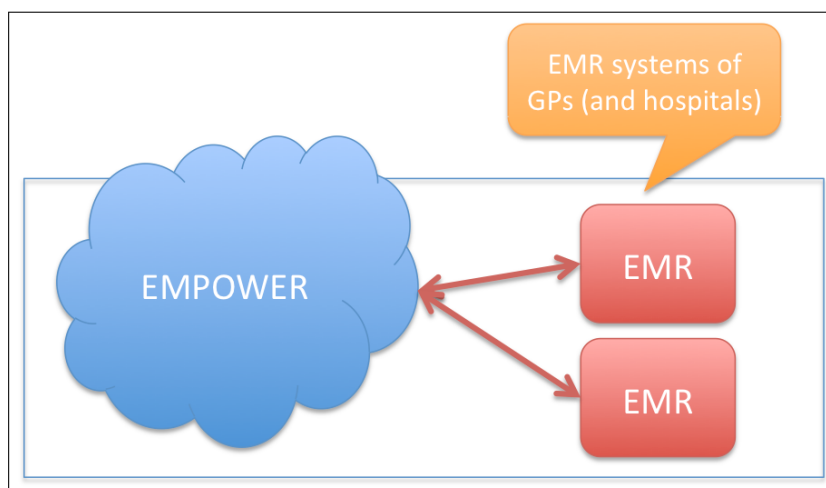 EMR systems of
GPs (and hospitals)
EMPOWER
EMR
EMR